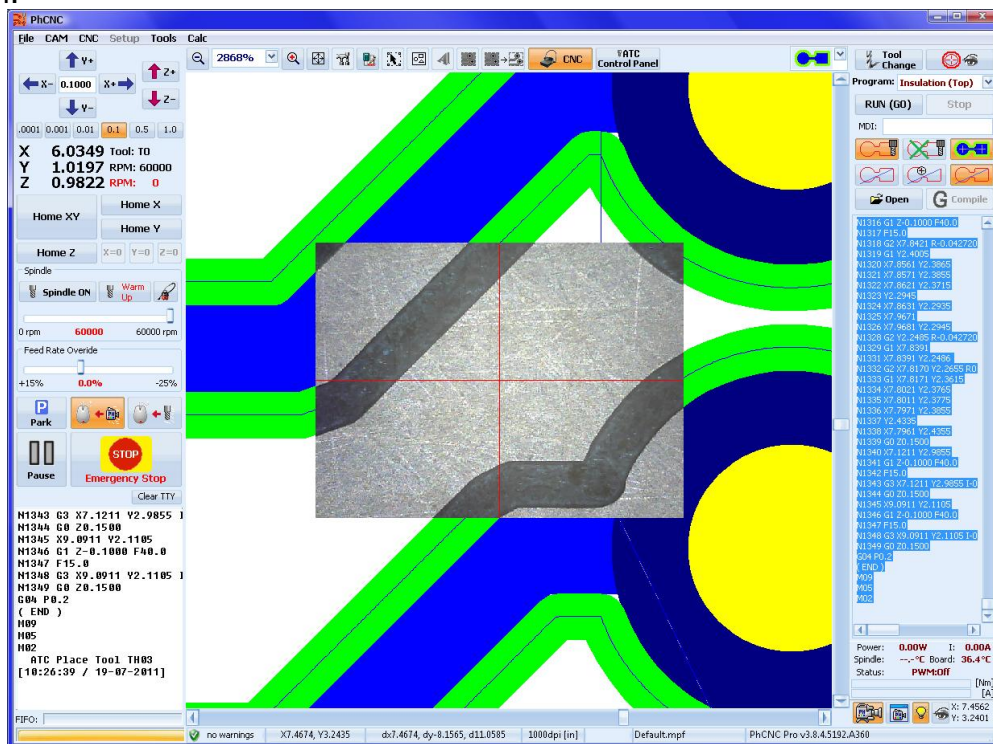 PhCNC
File CAM CNC Setup Tools Calc
Y+
X- 0.1000 X+
Y-
Z+
Z-
.0001 0.001 0.01 0.1 0.5 1.0
X 6.0349 Tool: T0
Y 1.0197 RPM: 60000
Z 0.9822 RPM: 0
Home XY
Home X
Home Y
Home Z X=0 Y=0 Z=0
Spindle
Spindle ON Warm Up
0 rpm 60000 60000 rpm
Feed Rate Overide
+15% 0.0% -25%
P
Park
Pause
STOP
Emergency Stop
Clear TTY
N1343 G3 X7.1211 Y2.9855 I
N1344 G0 Z0.1500
N1345 X9.0911 Y2.1105
N1346 G1 Z-0.1000 F40.0
N1347 F15.0
N1348 G3 X9.0911 Y2.1105 I
N1349 G0 Z0.1500
G04 P0.2
( END )
M09
M05
M02
ATC Place Tool TH03
[10:26:39 / 19-07-2011]
FIFO:
2868%
CNC
ATC
Control Panel
Tool
Change
Program: Insulation (Top)
RUN (G0) Stop
MDI:
Open G Compile
N1316 G1 Z-0.1000 F40.0
N1317 F15.0
N1318 G2 X7.8421 R-0.042720
N1319 G1 Y2.4005
N1320 X7.8561 Y2.3865
N1321 X7.8571 Y2.3855
N1322 X7.8621 Y2.3715
N1323 Y2.2945
N1324 X7.8631 Y2.2935
N1325 X7.9671
N1326 X7.9681 Y2.2945
N1328 G2 Y2.2485 R-0.042720
N1329 G1 X7.8391
N1331 X7.8391 Y2.2486
N1332 G2 X7.8170 Y2.2655 R0
N1333 G1 X7.8171 Y2.3615
N1334 X7.8021 Y2.3765
N1335 X7.8011 Y2.3775
N1336 X7.7971 Y2.3855
N1337 Y2.4335
N1338 X7.7961 Y2.4355
N1339 G0 Z0.1500
N1340 X7.1211 Y2.9855
N1341 G1 Z-0.1000 F40.0
N1342 F15.0
N1343 G3 X7.1211 Y2.9855 I-0
N1344 G0 Z0.1500
N1345 X9.0911 Y2.1105
N1346 G1 Z-0.1000 F40.0
N1347 F15.0
N1348 G3 X9.0911 Y2.1105 I-0
N1349 G0 Z0.1500
G04 P0.2
( END )
M09
M05
M02
Power: 0.00W I: 0.00A
Spindle: --.-°C Board: 36.4°C
Status: PWM:Off
[Nm]
[A]
X: 7.4562
Y: 3.2401
no warnings X7.4674, Y3.2435 dx7.4674, dy-8.1565, d11.0585 1000dpi [in] Default.mpf PhCNC Pro v3.8.4.5192.A360